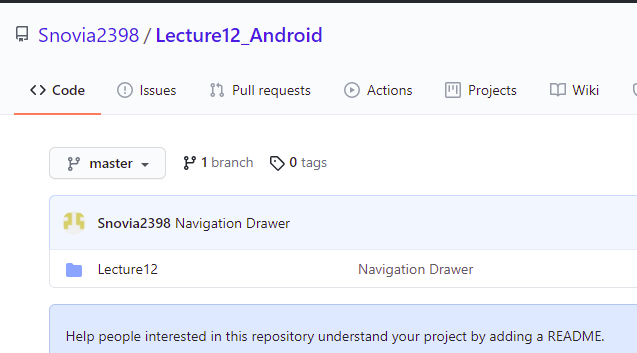 Snovia2398 / Lecture12_Android
Code Issues Pull requests Actions Projects Wiki
master 1 branch 0 tags
Snovia2398 Navigation Drawer
Lecture12 Navigation Drawer
Help people interested in this repository understand your project by adding a README.